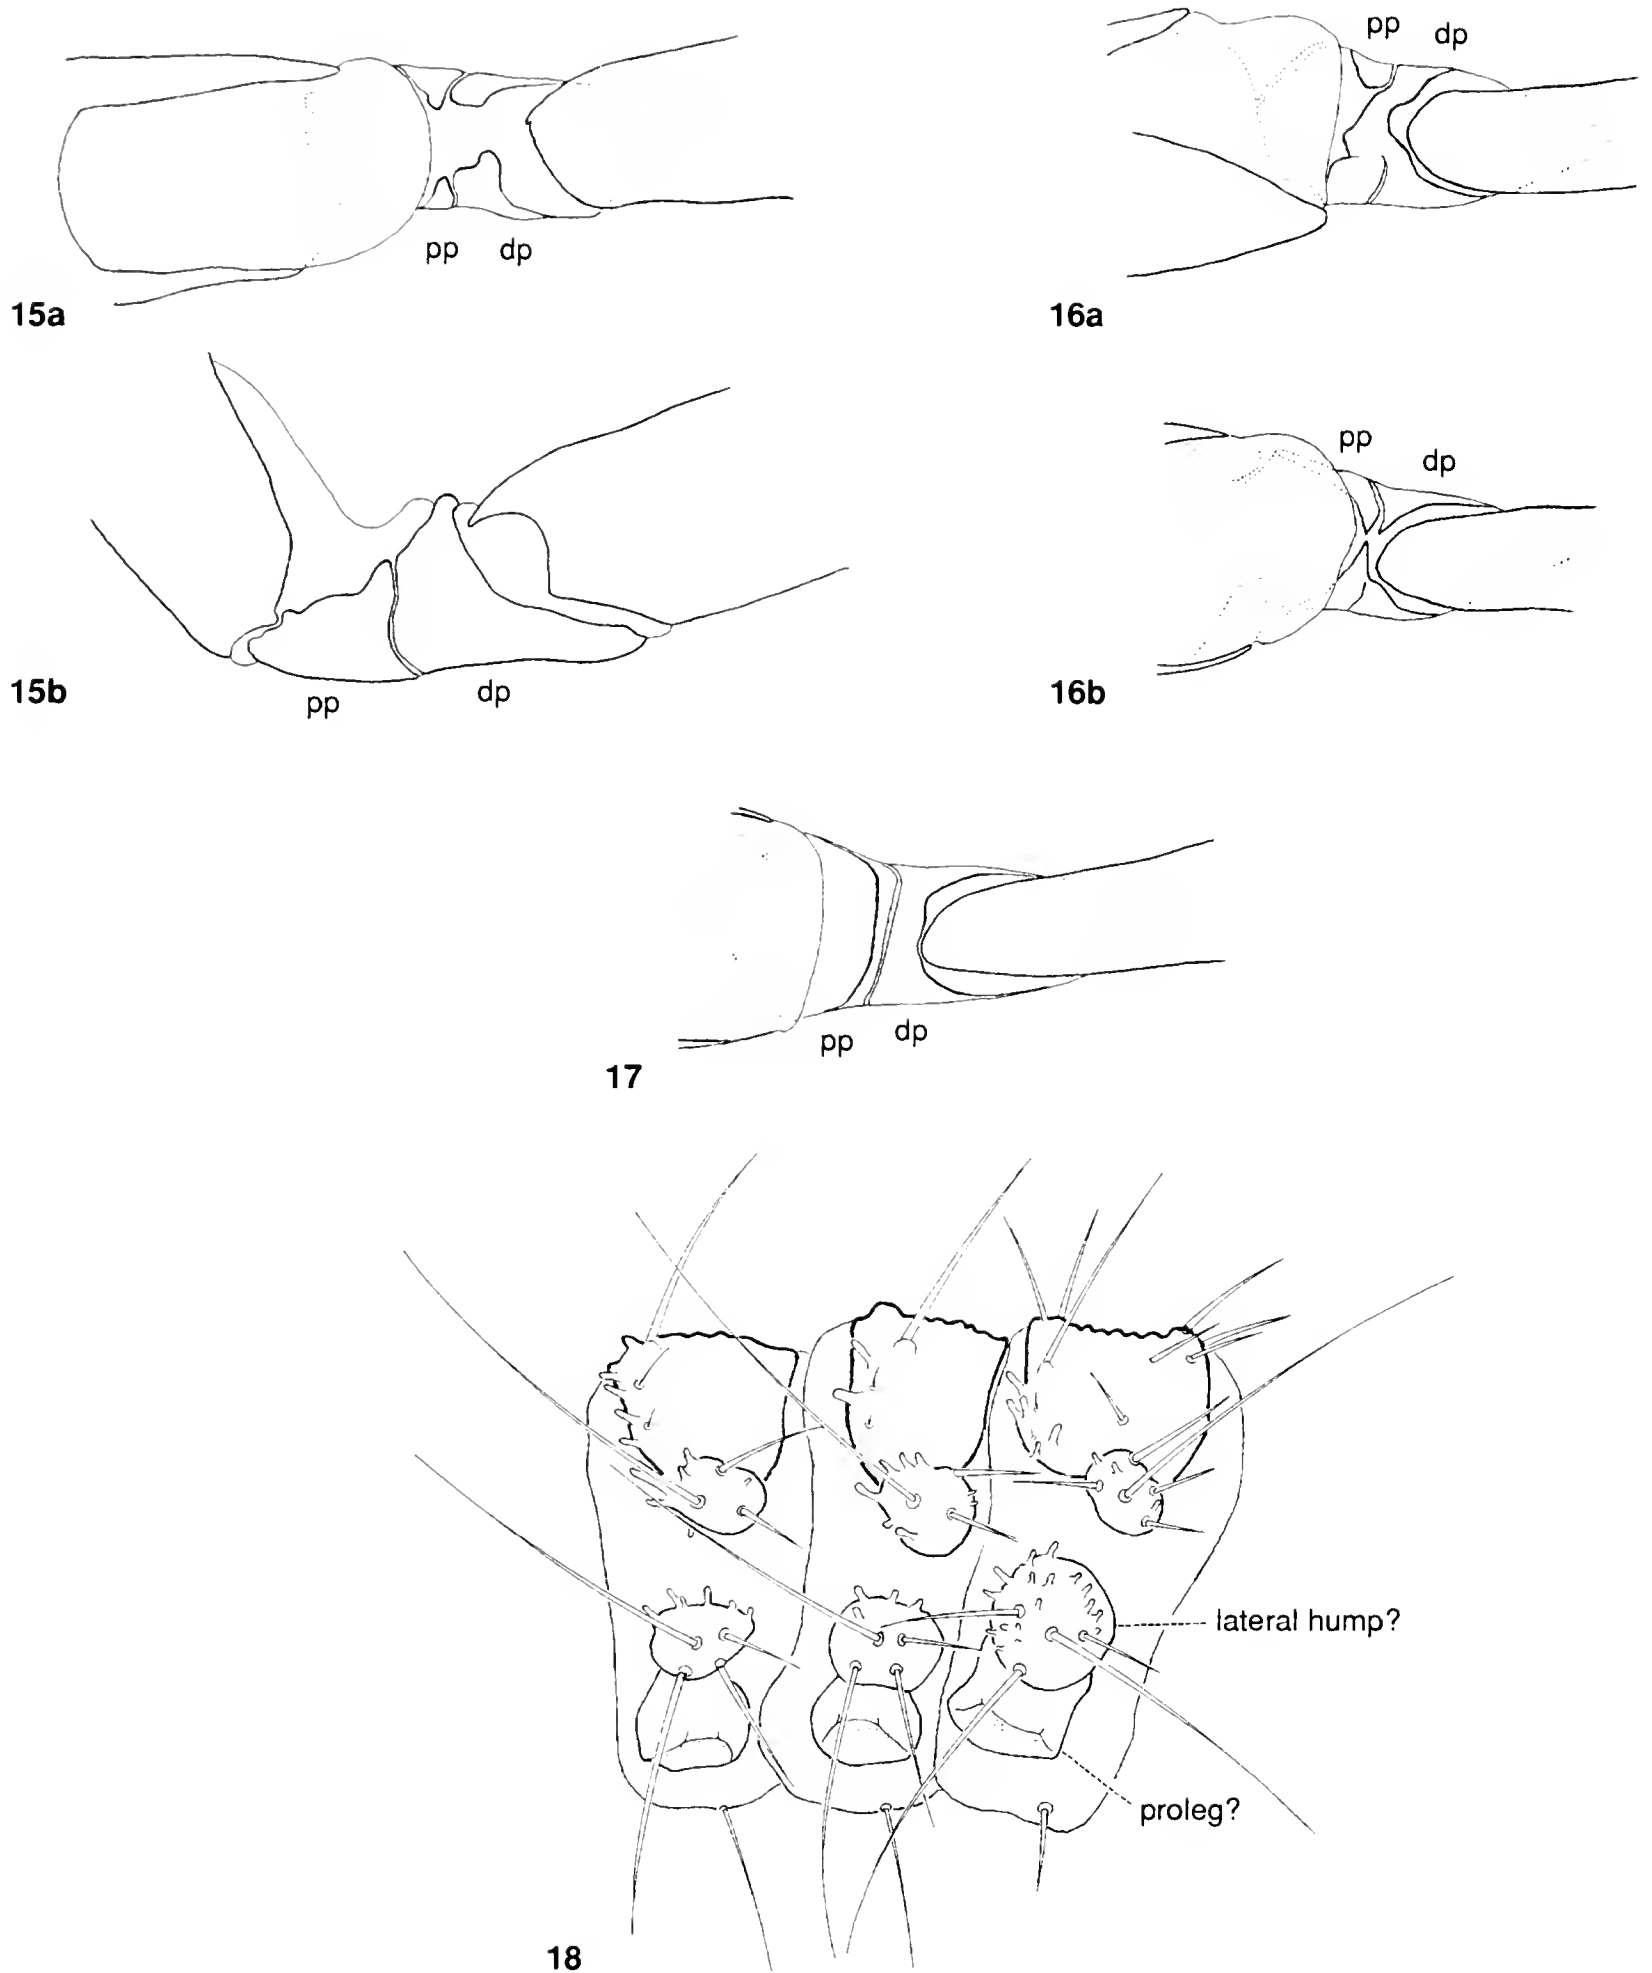 pp dp
15a
pp dp
16a
pp dp
15b
pp
dp
16b
pp dp
17
lateral hump?
proleg?
18